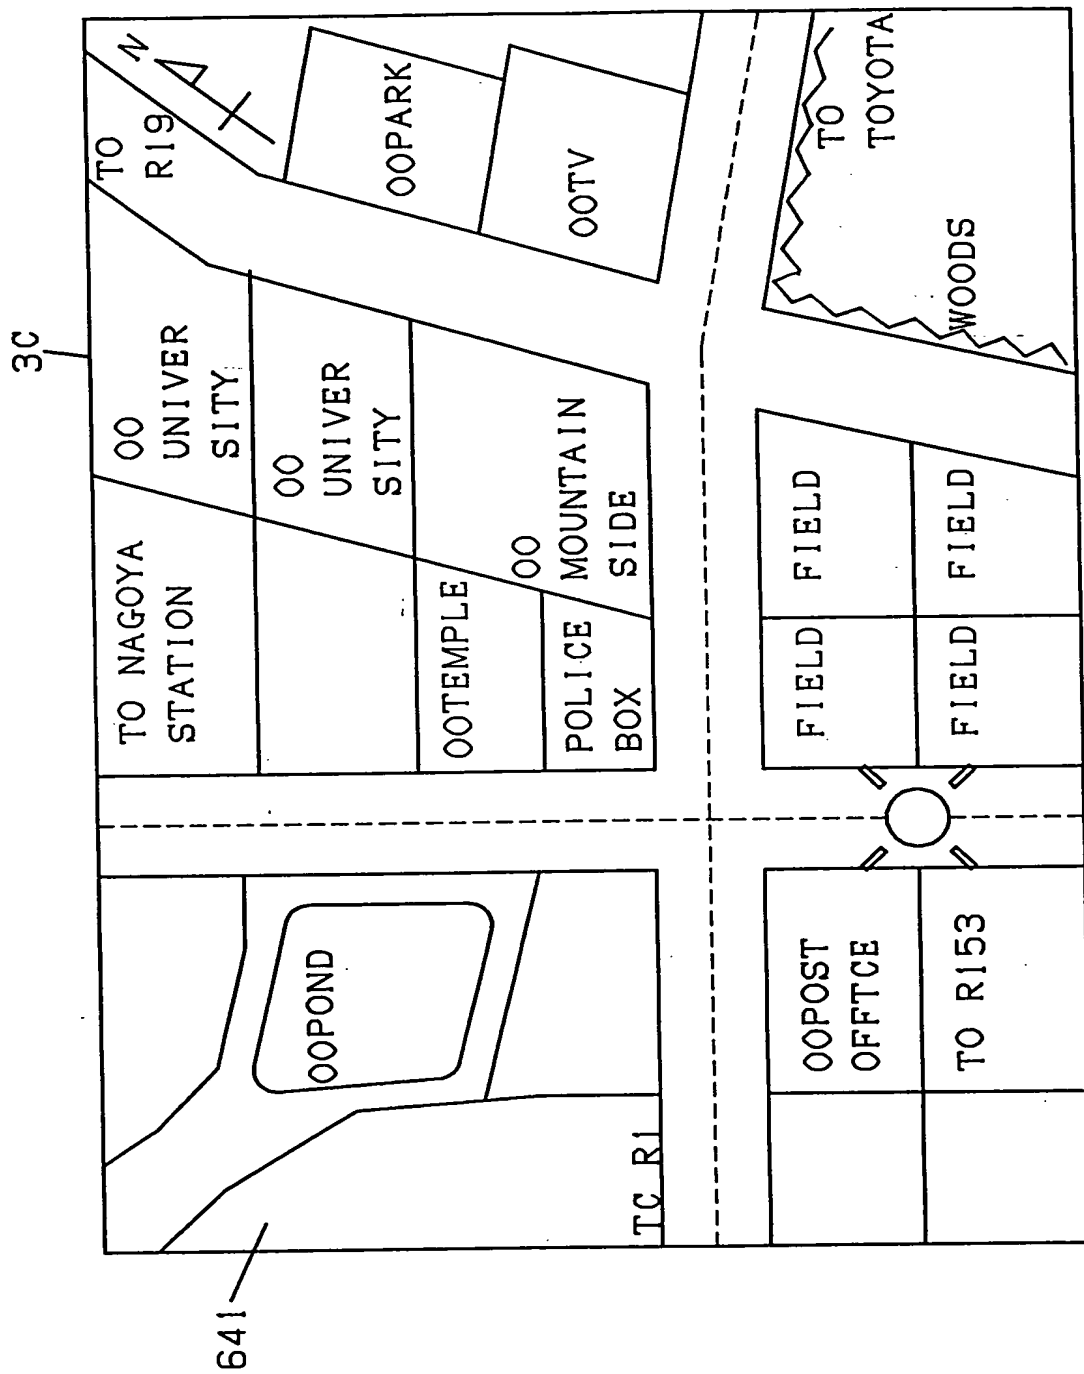 3C
641
TO NAGOYA
STATION
OO
UNIVER
SITY
TO
R19
N
OOPOND
OO
UNIVER
SITY
OOPARK
OOTEMPLE
OO
MOUNTAIN
SIDE
OOTV
POLICE
BOX
TC R1
OOPOST
OFFTCE
FIELD
FIELD
TO
TOYOTA
TO R153
FIELD
FIELD
WOODS